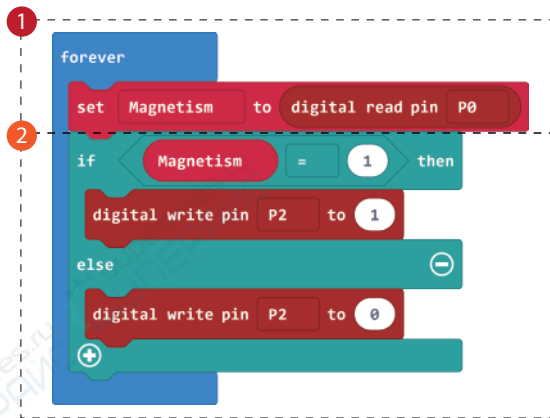 1
forever
set Magnetism to digital read pin P0
2
if Magnetism = 1 then
digital write pin P2 to 1
else
digital write pin P2 to 0